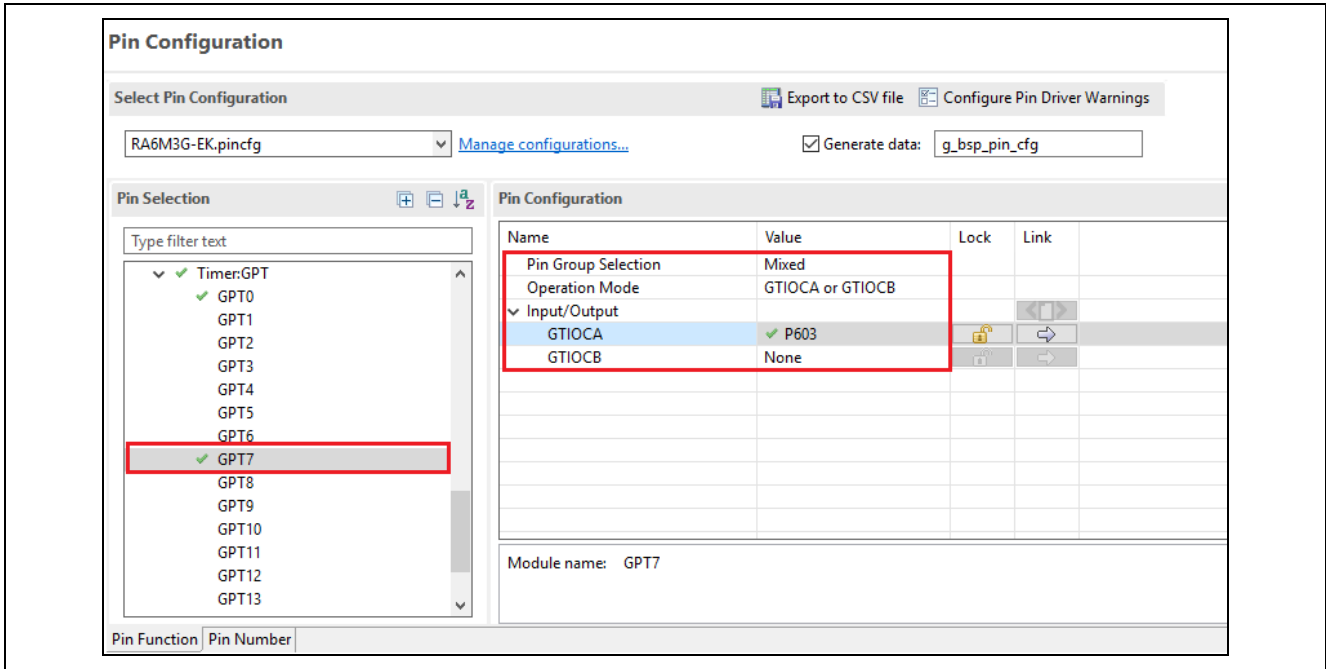 Pin Configuration
Select Pin Configuration
Export to CSV file
Configure Pin Driver Warnings
RA6M3G-EK.pincfg
Manage configurations...
Generate data:
g_bsp_pin_cfg
Pin Selection
Type filter text
Timer:GPT
GPT0
GPT1
GPT2
GPT3
GPT4
GPT5
GPT6
GPT7
GPT8
GPT9
GPT10
GPT11
GPT12
GPT13
Pin Configuration
Name Value Lock Link
Pin Group Selection Mixed
Operation Mode GTIOCA or GTIOCB
Input/Output
GTIOCA P603
GTIOCB None
Module name: GPT7
Pin Function Pin Number